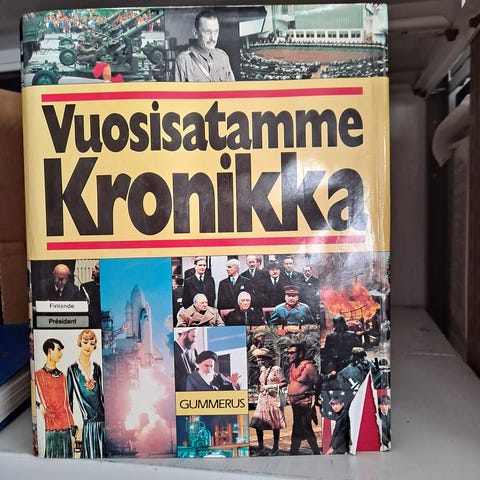 Vuosisatamme
Kronikka
Finlande
Président
GUMMERUS